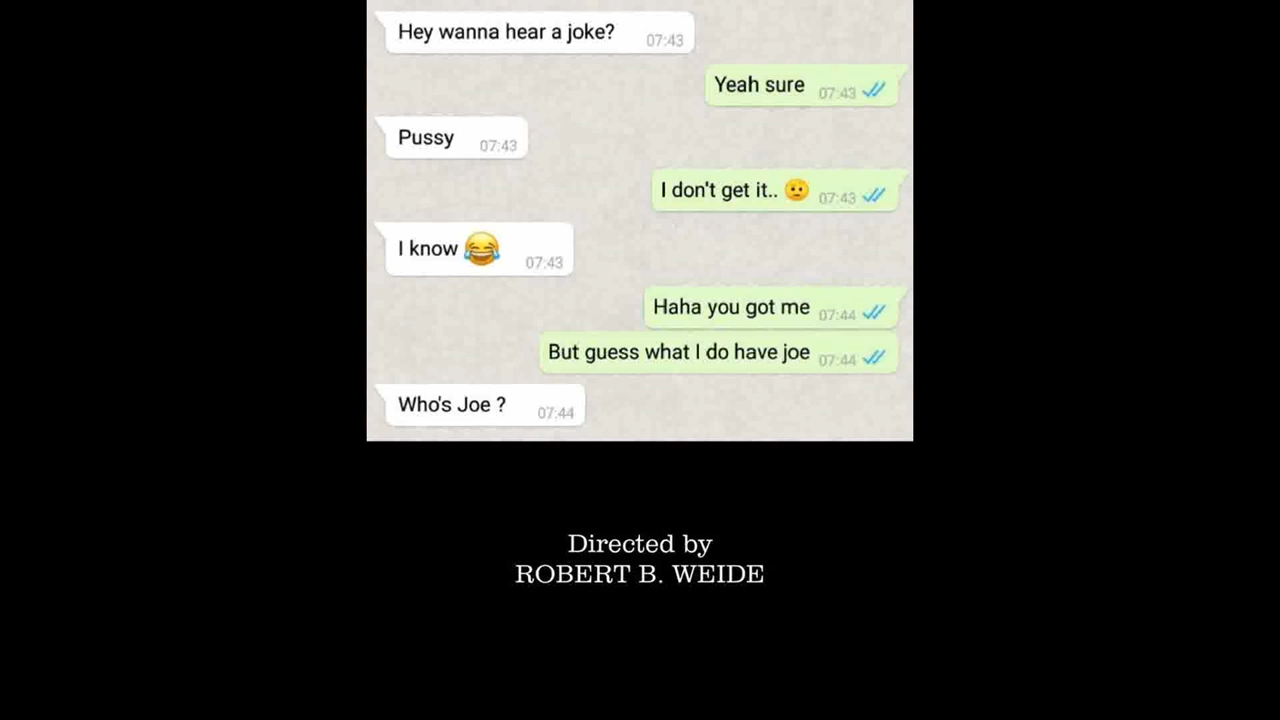 Hey wanna hear a joke? 07:43
Yeah sure 07:43
Pussy 07:43
I don't get it.. 🫤 07:43
I know 😂 07:43
Haha you got me 07:44
But guess what I do have joe 07:44
Who's Joe ? 07:44
Directed by
ROBERT B. WEIDE